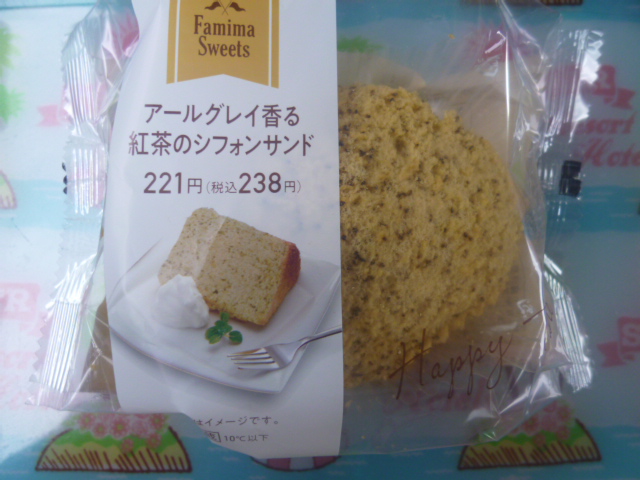 Famima
Sweets
アールグレイ香る
紅茶のシフォンサンド
221円(税込238円)
はイメージです。
10℃以下
Happy